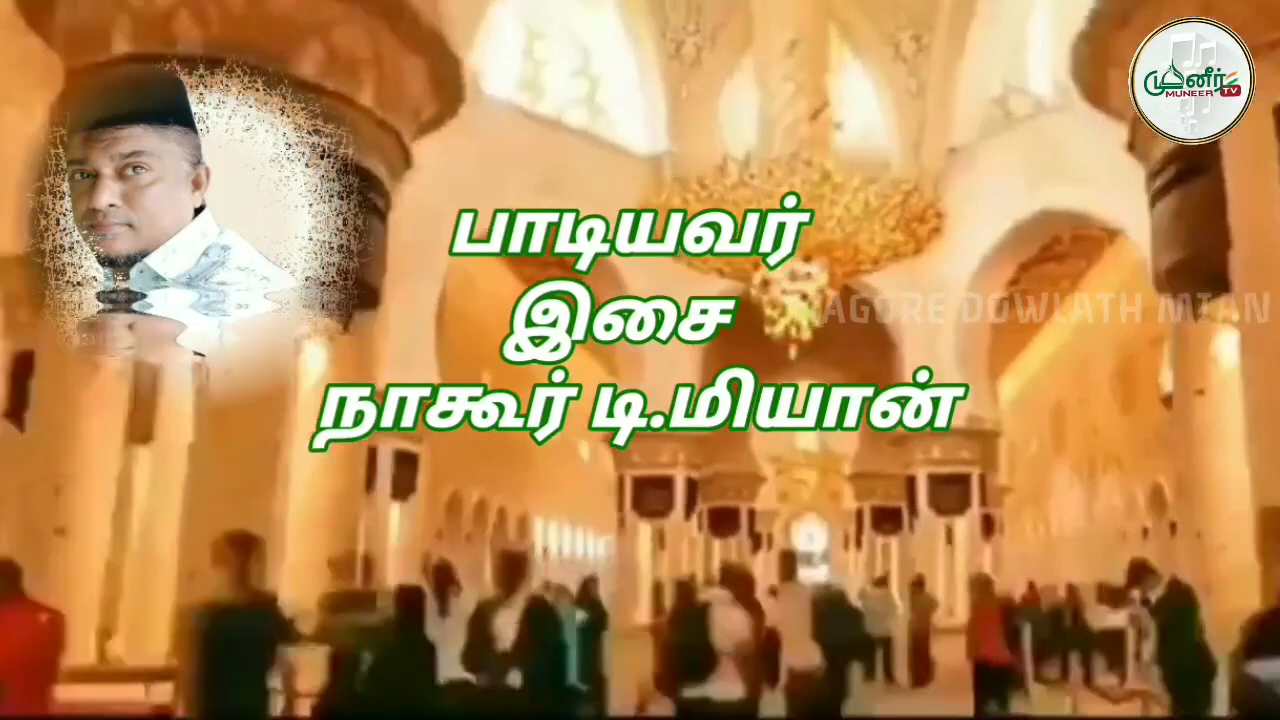 முனீர்
MUNEER TV
பாடியவர்
இசை
NAGORE DOWLATH MIAN
நாகூர் டி.மியான்